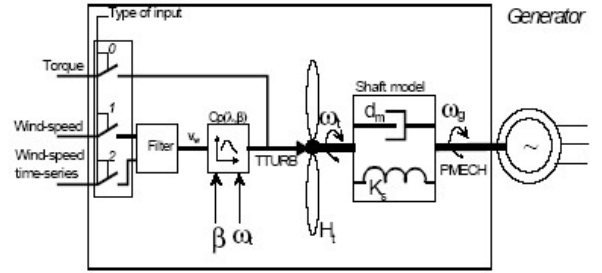 Type of input
Generator
0
Torque
Shaft model
1
Cp(λ,β)
ωt
dm
ωg
Wind-speed
Filter
vw
2
Wind-speed
time-series
TTURB
Ks
PMECH
~
β
ωt
Ht